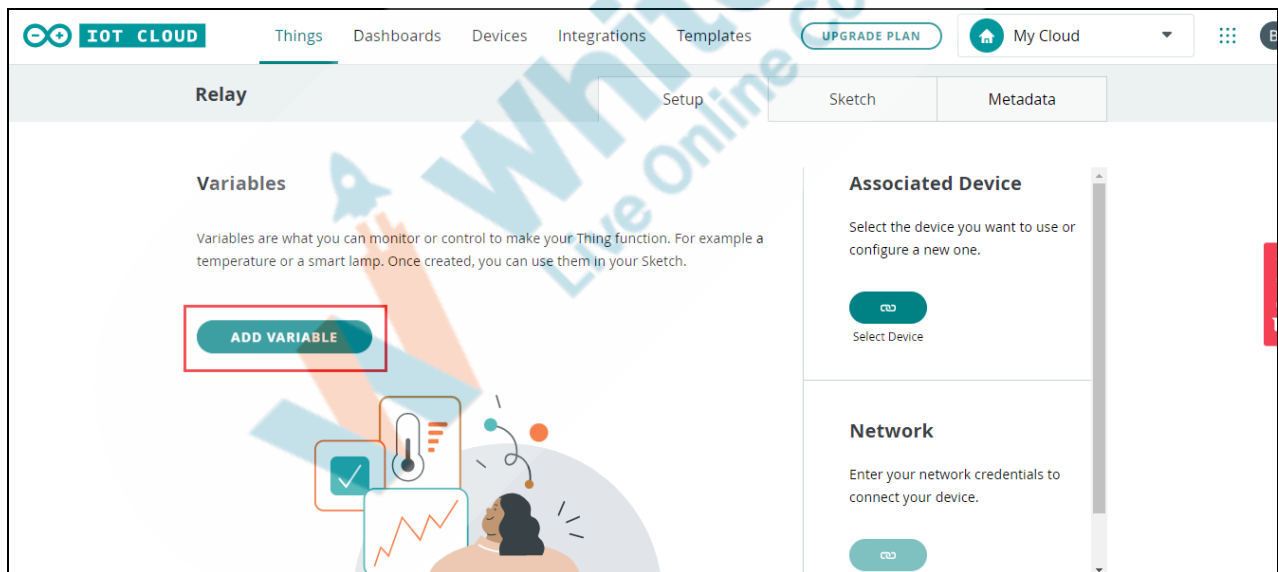 IOT CLOUD
Things
Dashboards
Devices
Integrations
Templates
UPGRADE PLAN
My Cloud
B
Relay
Setup
Sketch
Metadata
Variables
Variables are what you can monitor or control to make your Thing function. For example a
temperature or a smart lamp. Once created, you can use them in your Sketch.
ADD VARIABLE
Associated Device
Select the device you want to use or
configure a new one.
Select Device
Network
Enter your network credentials to
connect your device.
Live Online